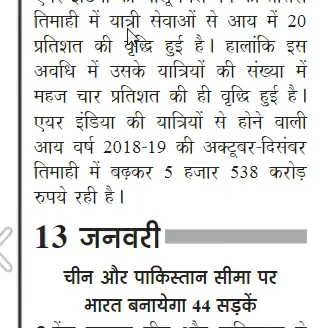 तिमाही में यात्री सेवाओं से आय में 20
प्रतिशत की वृद्धि हुई है। हालांकि इस
अवधि में उसके यात्रियों की संख्या में
महज चार प्रतिशत की ही वृद्धि हुई है।
एयर इंडिया की यात्रियों से होने वाली
आय वर्ष 2018-19 की अक्टूबर-दिसंबर
तिमाही में बढ़कर 5 हजार 538 करोड़
रुपये रही है।
13 जनवरी
चीन और पाकिस्तान सीमा पर
भारत बनायेगा 44 सड़कें